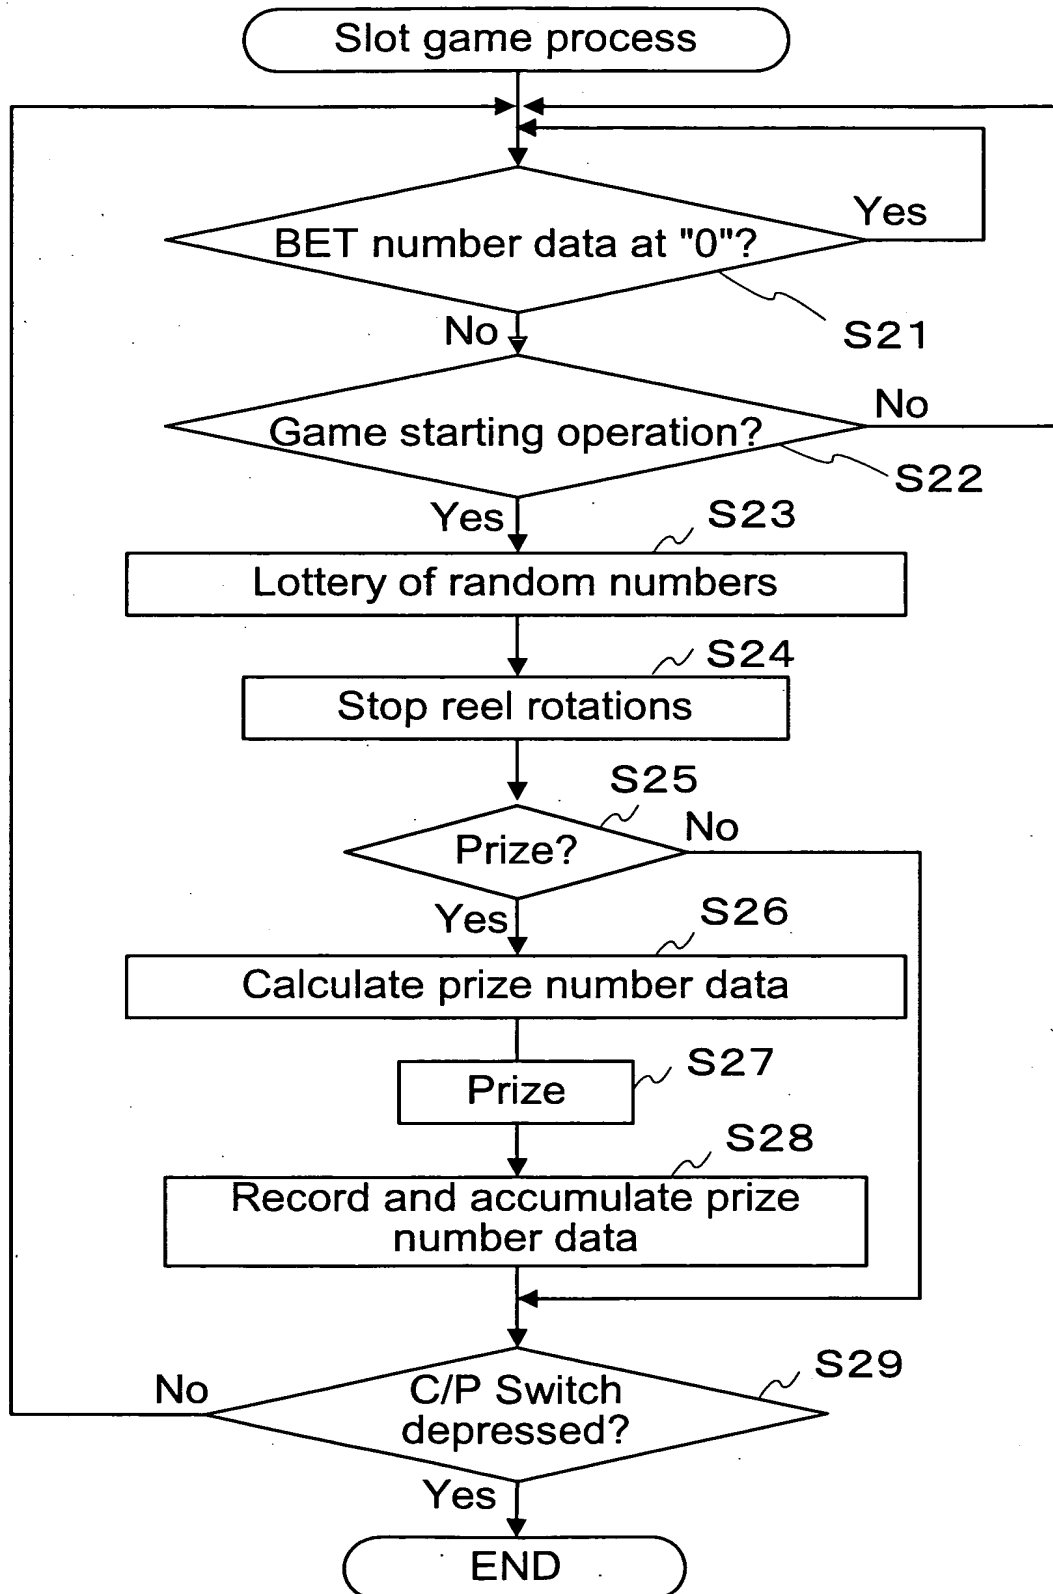 Slot game process
Yes
BET number data at "0"?
S21
No
No
Game starting operation?
S22
Yes
S23
Lottery of random numbers
S24
Stop reel rotations
S25
No
Prize?
Yes
S26
Calculate prize number data
S27
Prize
S28
Record and accumulate prize
number data
S29
No
C/P Switch
depressed?
Yes
END